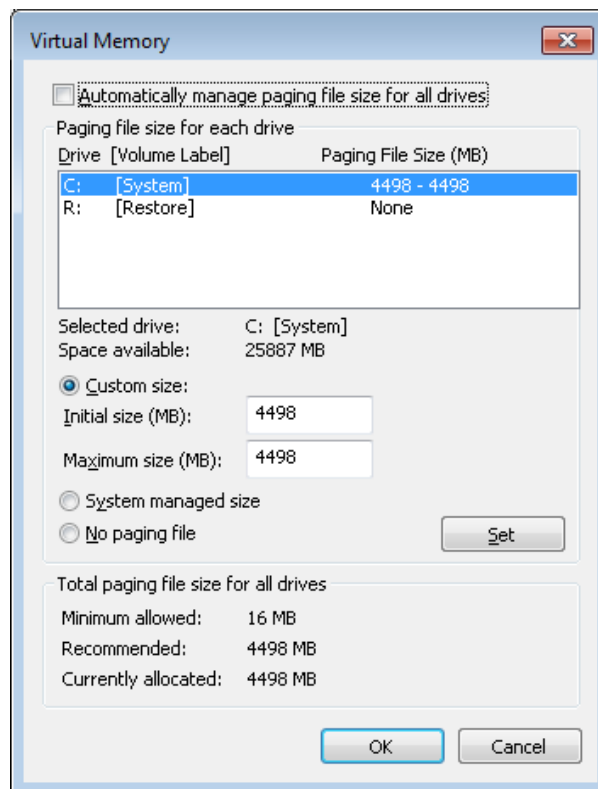 Virtual Memory
Automatically manage paging file size for all drives
Paging file size for each drive
Drive [Volume Label] Paging File Size (MB)
C: [System] 4498 - 4498
R: [Restore] None
Selected drive: C: [System]
Space available: 25887 MB
Custom size:
Initial size (MB): 4498
Maximum size (MB): 4498
System managed size
No paging file Set
Total paging file size for all drives
Minimum allowed: 16 MB
Recommended: 4498 MB
Currently allocated: 4498 MB
OK Cancel